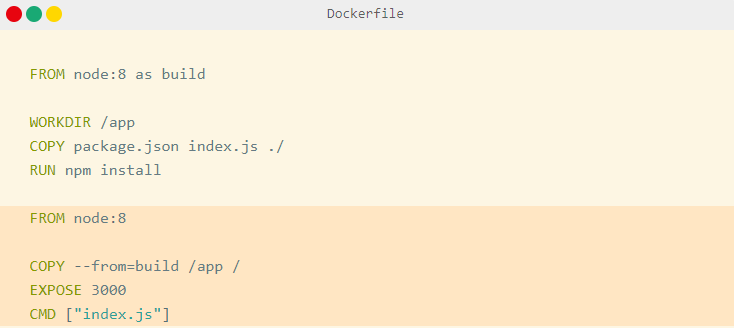 Dockerfile
FROM node:8 as build
WORKDIR /app
COPY package.json index.js ./
RUN npm install
FROM node:8
COPY --from=build /app /
EXPOSE 3000
CMD ["index.js"]